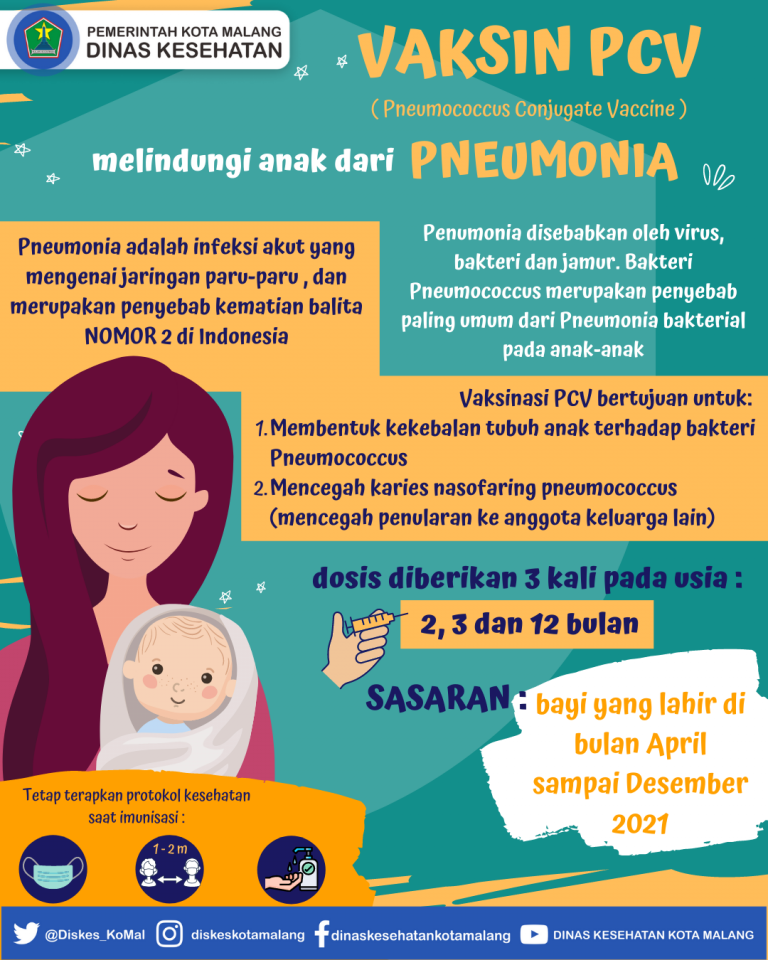 PEMERINTAH KOTA MALANG
DINAS KESEHATAN
VAKSIN PCV
( Pneumococcus Conjugate Vaccine )
melindungi anak dari PNEUMONIA
Pneumonia adalah infeksi akut yang
mengenai jaringan paru-paru , dan
merupakan penyebab kematian balita
NOMOR 2 di Indonesia
Penumonia disebabkan oleh virus,
bakteri dan jamur. Bakteri
Pneumococcus merupakan penyebab
paling umum dari Pneumonia bakterial
pada anak-anak
Vaksinasi PCV bertujuan untuk:
1. Membentuk kekebalan tubuh anak terhadap bakteri
Pneumococcus
2. Mencegah karies nasofaring pneumococcus
(mencegah penularan ke anggota keluarga lain)
dosis diberikan 3 kali pada usia :
2, 3 dan 12 bulan
SASARAN : bayi yang lahir di
bulan April
sampai Desember
2021
Tetap terapkan protokol kesehatan
saat imunisasi :
1 - 2 m
@Diskes_KoMal diskeskotamalang dinaskesehatankotamalang DINAS KESEHATAN KOTA MALANG